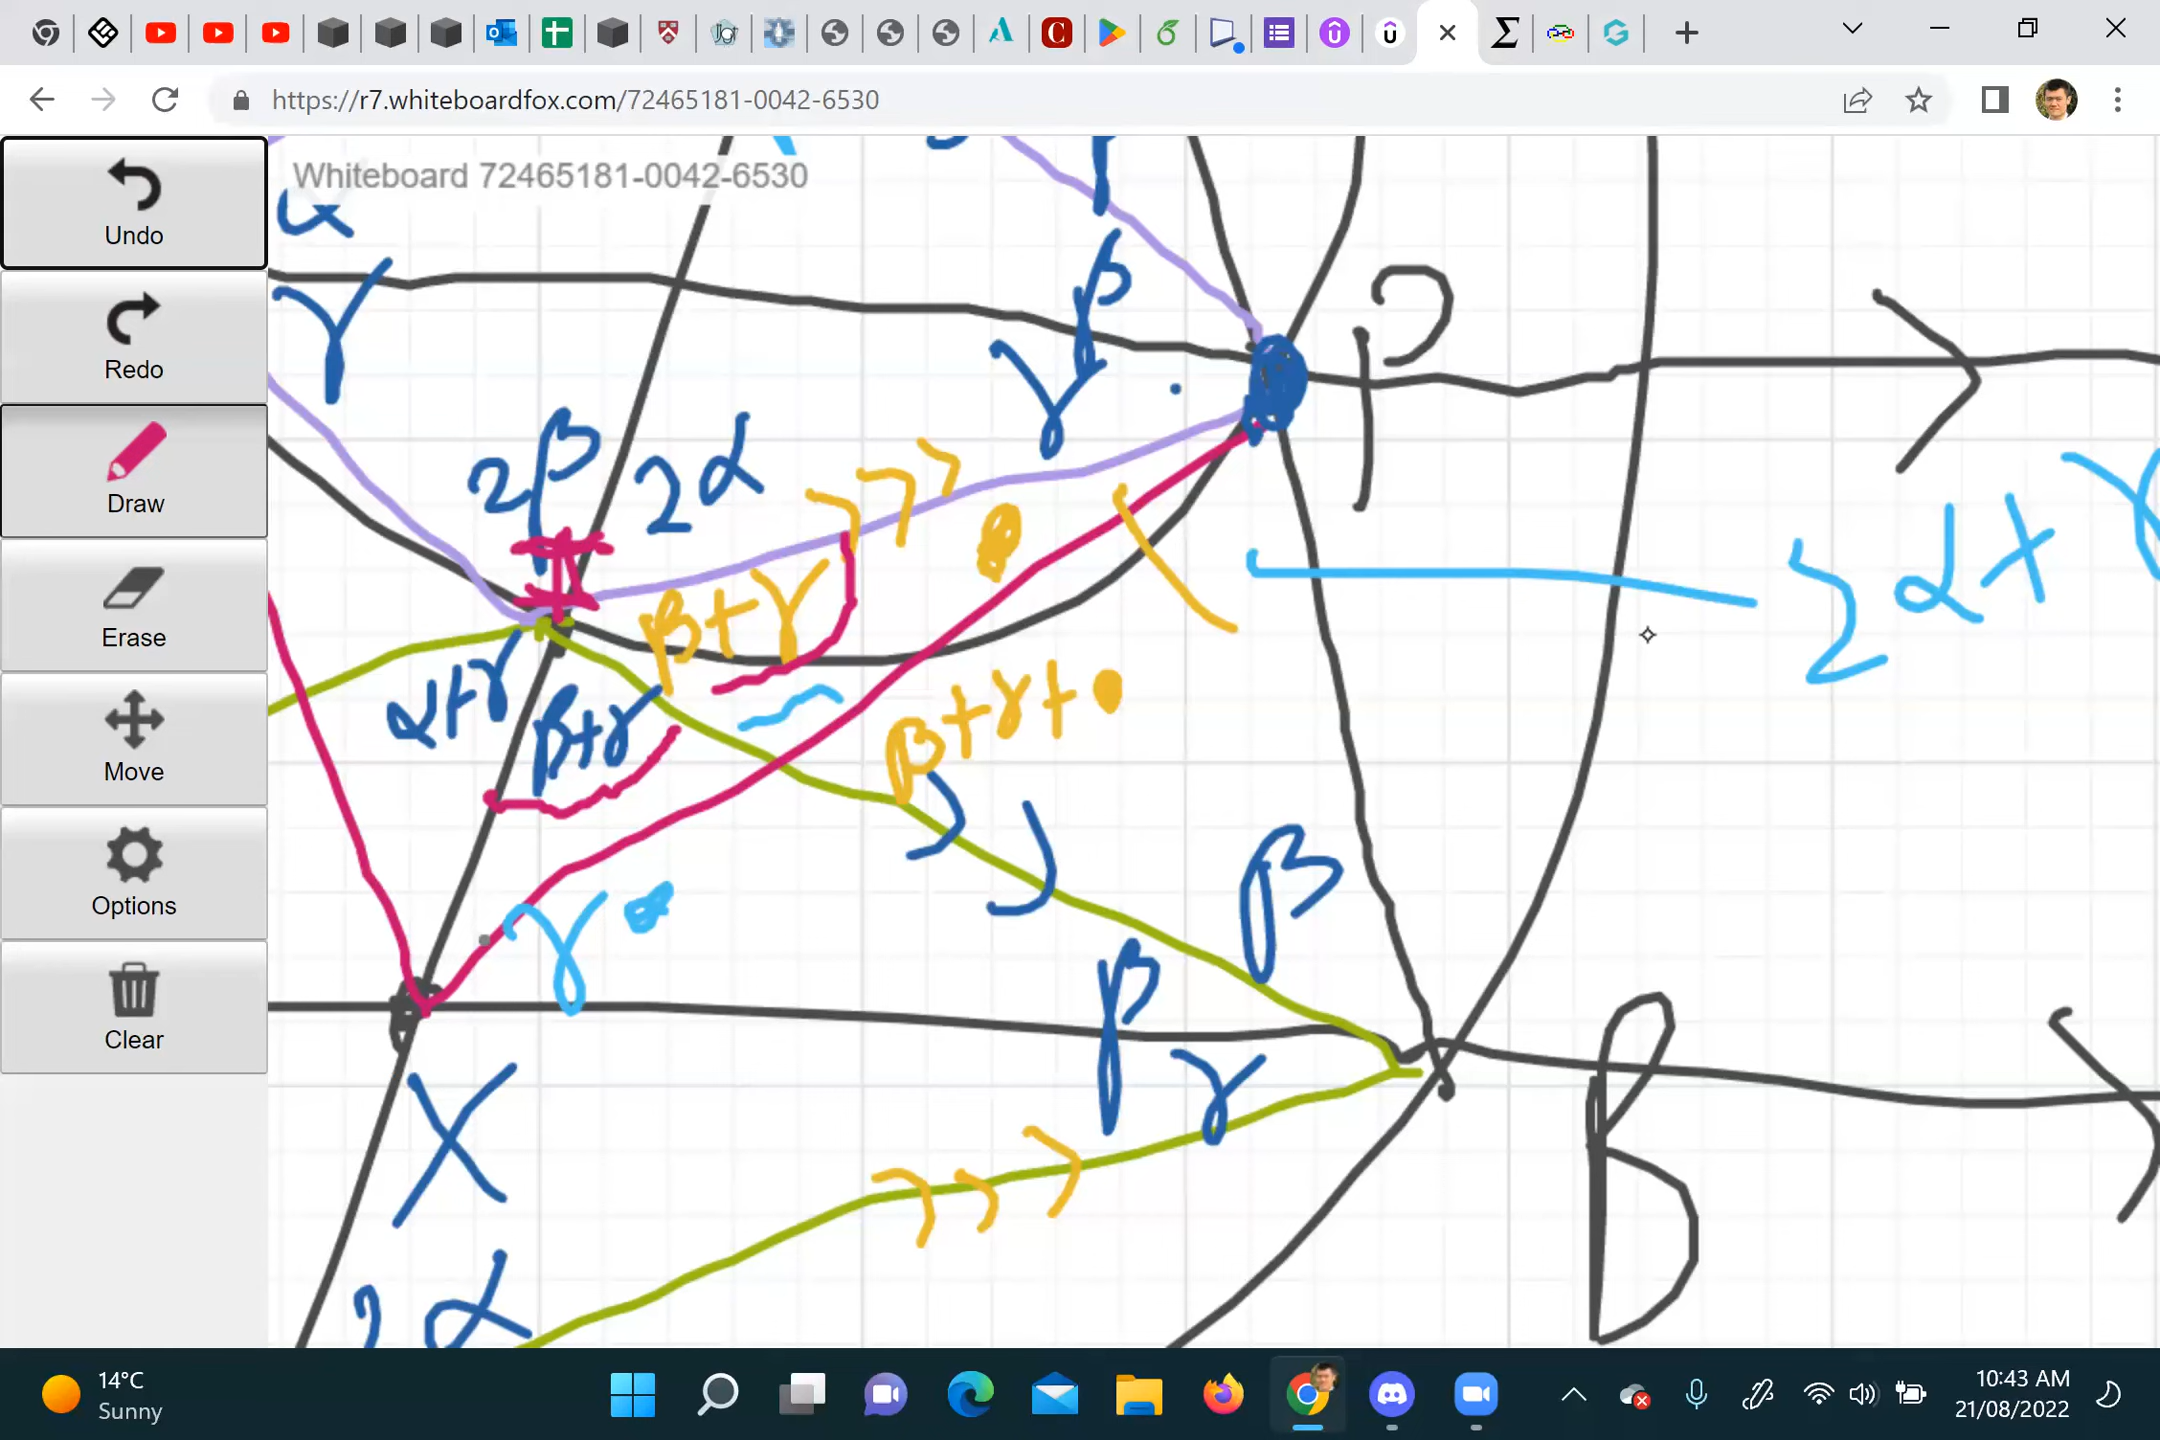 https://r7.whiteboardfox.com/72465181-0042-6530
Whiteboard 72465181-0042-6530
Undo
Redo
Draw
Erase
Move
Options
Clear
α
γ
β
γ
P
2β
2α
β+γ
2α+γ
α+γ
β+γ
β+γ+•
β
γ
β
γ
X
B
2α
14°C
Sunny
10:43 AM
21/08/2022